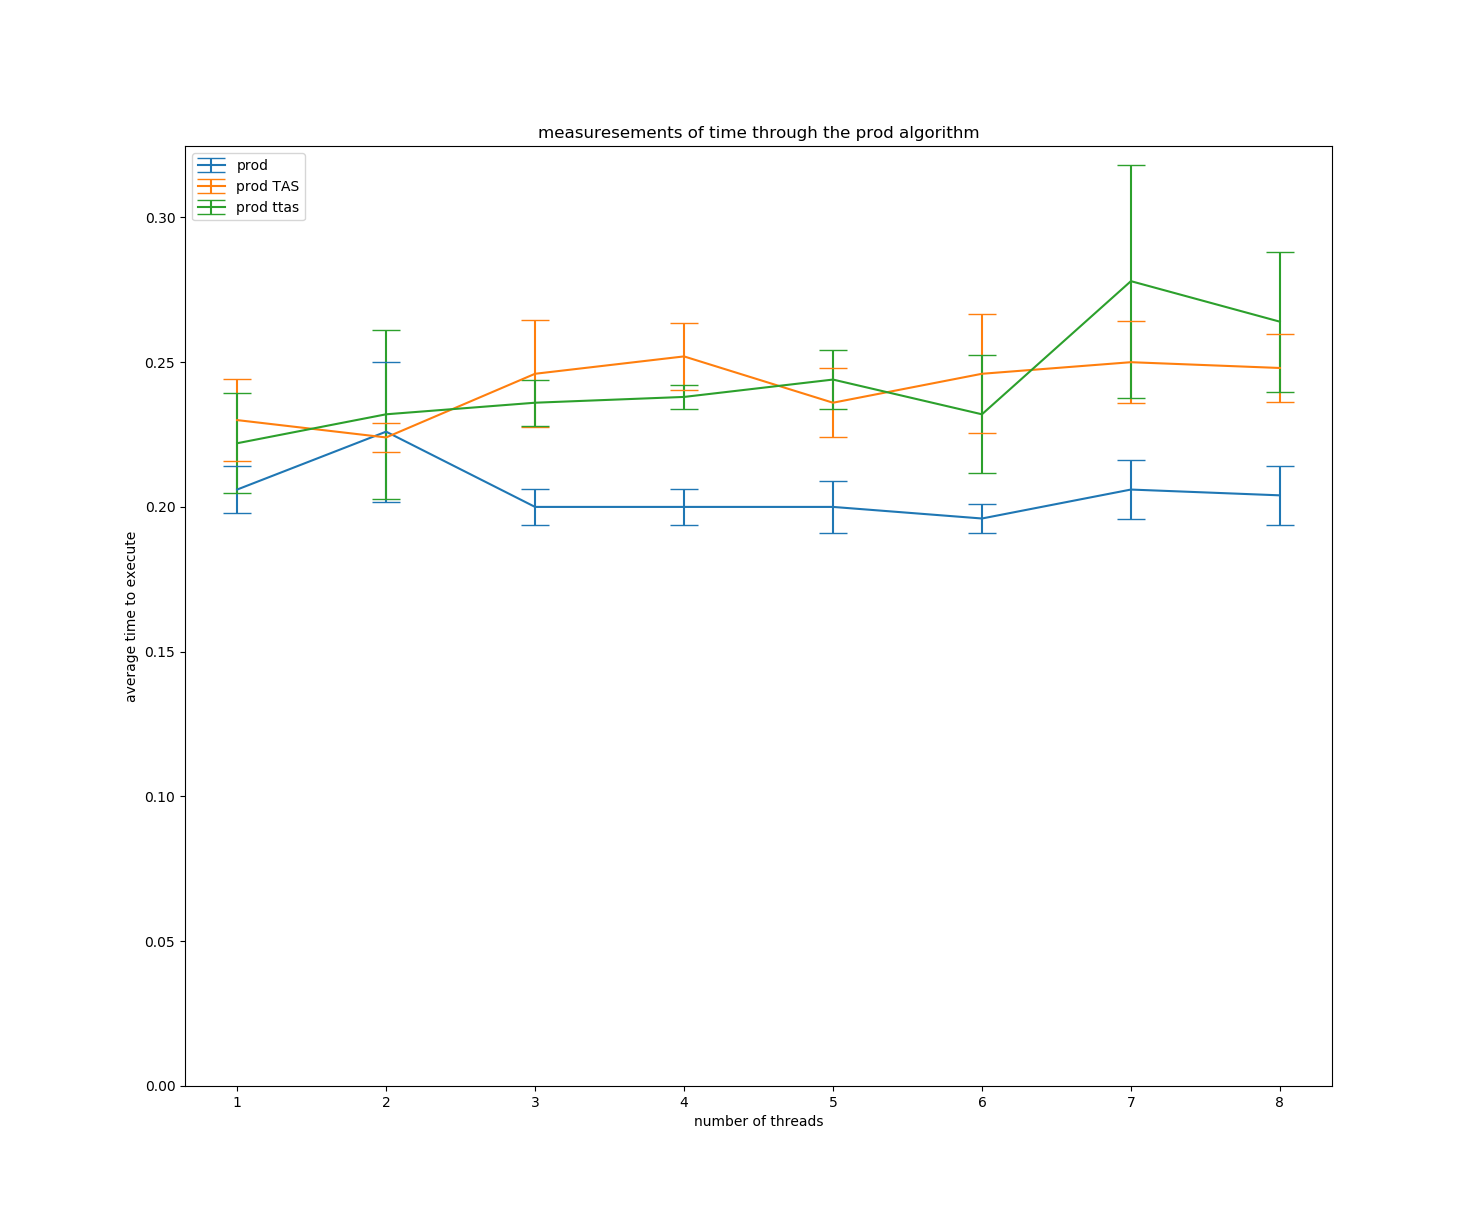 measuresements of time through the prod algorithm
prod
prod TAS
prod ttas
0.30
0.25
0.20
0.15
0.10
0.05
0.00
average time to execute
1 2 3 4 5 6 7 8
number of threads